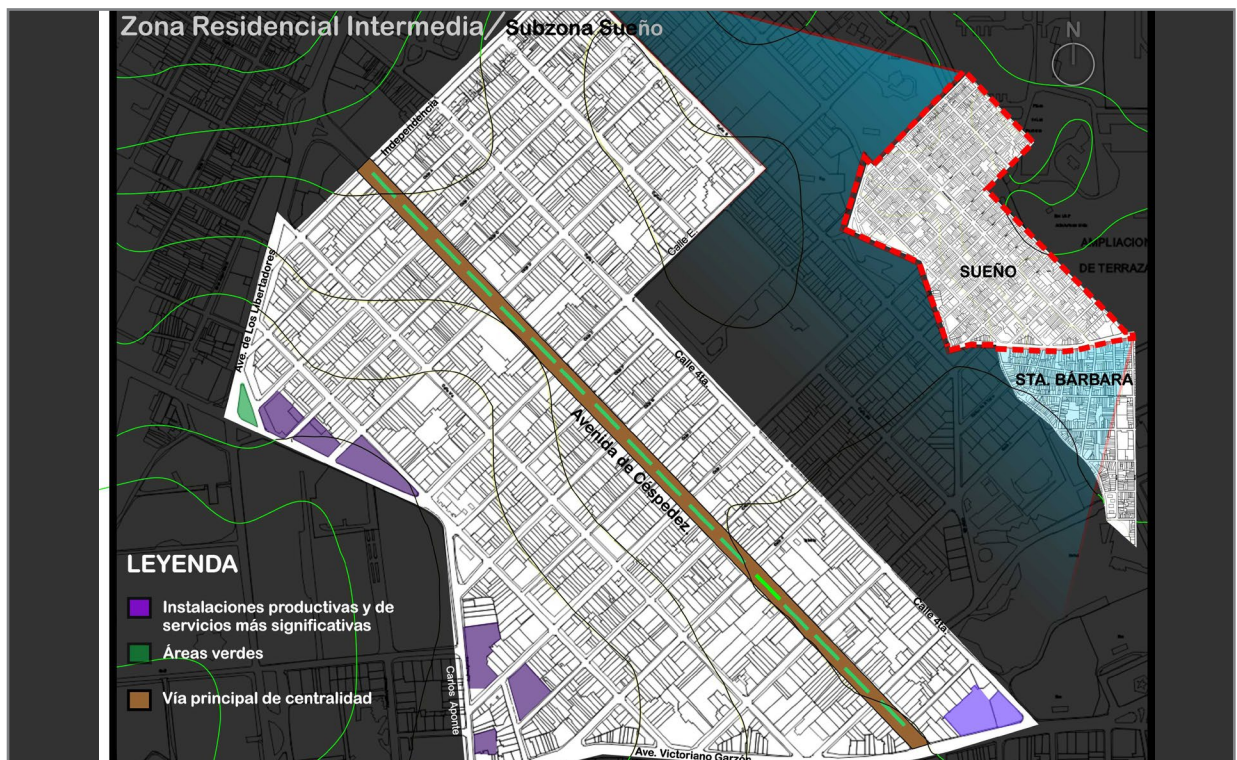 Zona Residencial Intermedia / Subzona Sueño
N
Independencia
AMPLIACION
DE TERRAZA
Calle E
SUEÑO
Ave. de Los Libertadores
Calle 4ta.
STA. BÁRBARA
Avenida de Céspedez
LEYENDA
Instalaciones productivas y de
servicios más significativas
Áreas verdes
Vía principal de centralidad
Calle 4ta.
Carlos Aponte
Ave. Victoriano Garzón